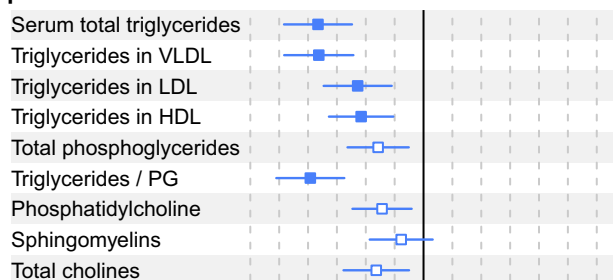 Serum total triglycerides
Triglycerides in VLDL
Triglycerides in LDL
Triglycerides in HDL
Total phosphoglycerides
Triglycerides / PG
Phosphatidylcholine
Sphingomyelins
Total cholines